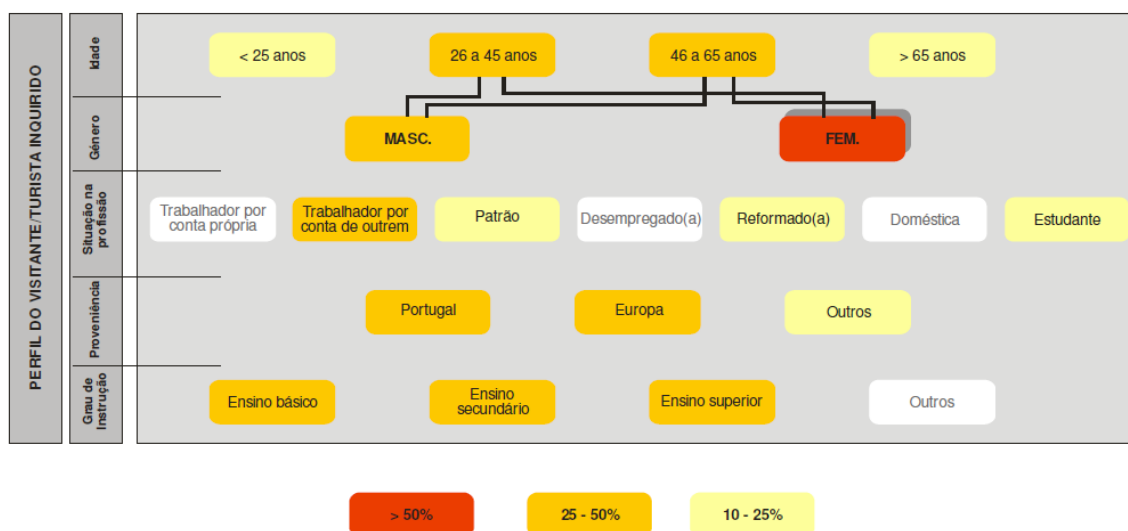 PERFIL DO VISITANTE/TURISTA INQUIRIDO
Idade
< 25 anos
26 a 45 anos
46 a 65 anos
> 65 anos
Género
MASC.
FEM.
Situação na
profissão
Trabalhador por
conta própria
Trabalhador por
conta de outrem
Patrão
Desempregado(a)
Reformado(a)
Doméstica
Estudante
Proveniência
Portugal
Europa
Outros
Grau de
Instrução
Ensino básico
Ensino
secundário
Ensino superior
Outros
> 50%
25 - 50%
10 - 25%